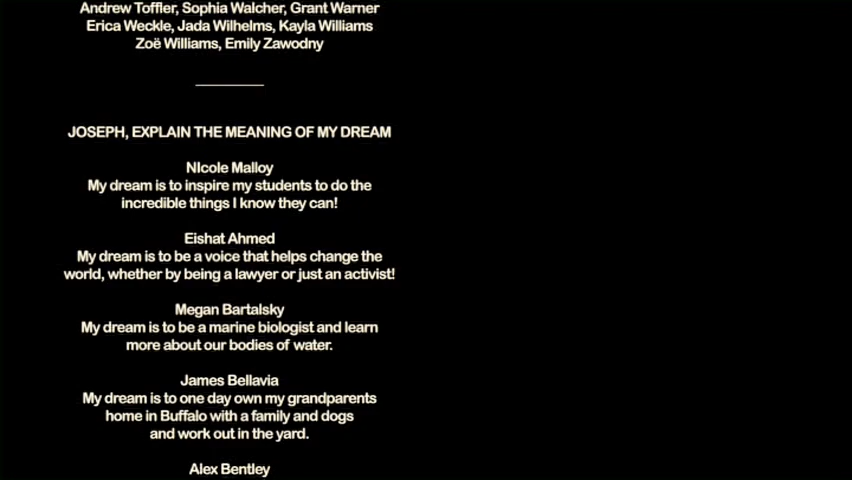 Andrew Toffler, Sophia Walcher, Grant Warner
Erica Weckle, Jada Wilhelms, Kayla Williams
Zoë Williams, Emily Zawodny
JOSEPH, EXPLAIN THE MEANING OF MY DREAM
NIcole Malloy
My dream is to inspire my students to do the
incredible things I know they can!
Eishat Ahmed
My dream is to be a voice that helps change the
world, whether by being a lawyer or just an activist!
Megan Bartalsky
My dream is to be a marine biologist and learn
more about our bodies of water.
James Bellavia
My dream is to one day own my grandparents
home in Buffalo with a family and dogs
and work out in the yard.
Alex Bentley